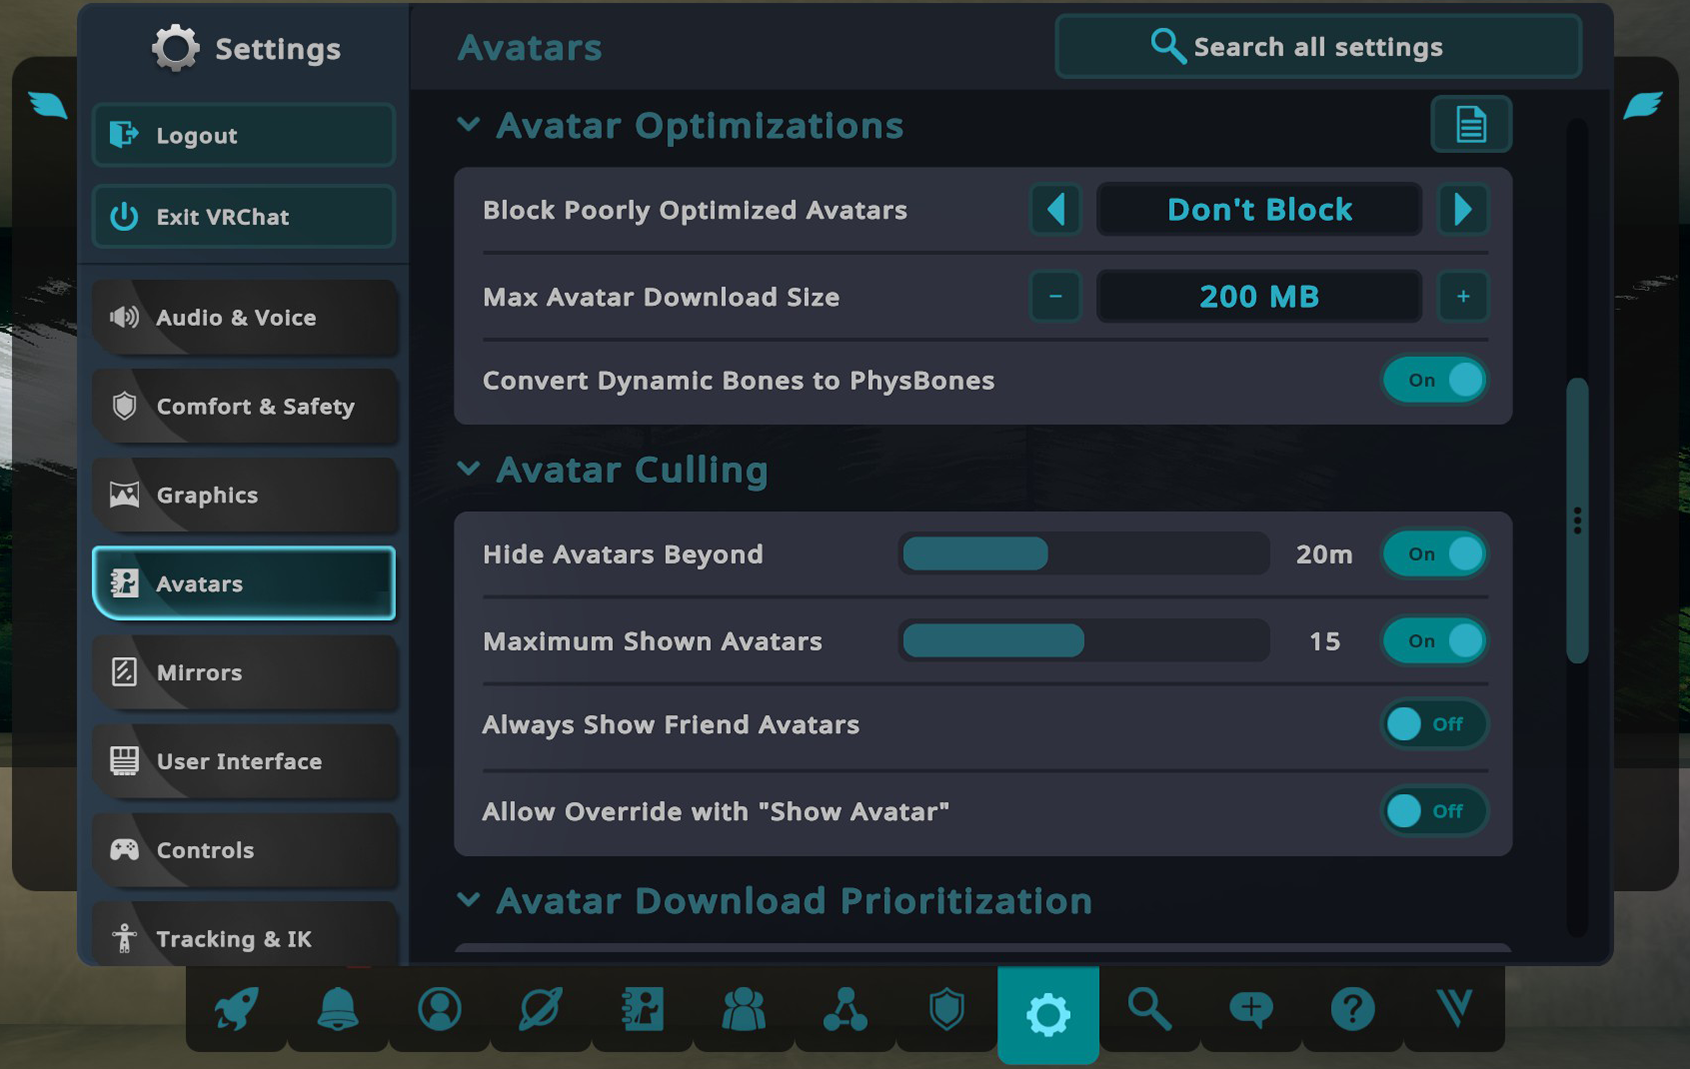 Settings
Logout
Exit VRChat
Audio & Voice
Comfort & Safety
Graphics
Avatars
Mirrors
User Interface
Controls
Tracking & IK
Avatars
Search all settings
Avatar Optimizations
Block Poorly Optimized Avatars
Don't Block
Max Avatar Download Size
− 200 MB +
Convert Dynamic Bones to PhysBones
On
Avatar Culling
Hide Avatars Beyond
20m
On
Maximum Shown Avatars
15
On
Always Show Friend Avatars
Off
Allow Override with "Show Avatar"
Off
Avatar Download Prioritization